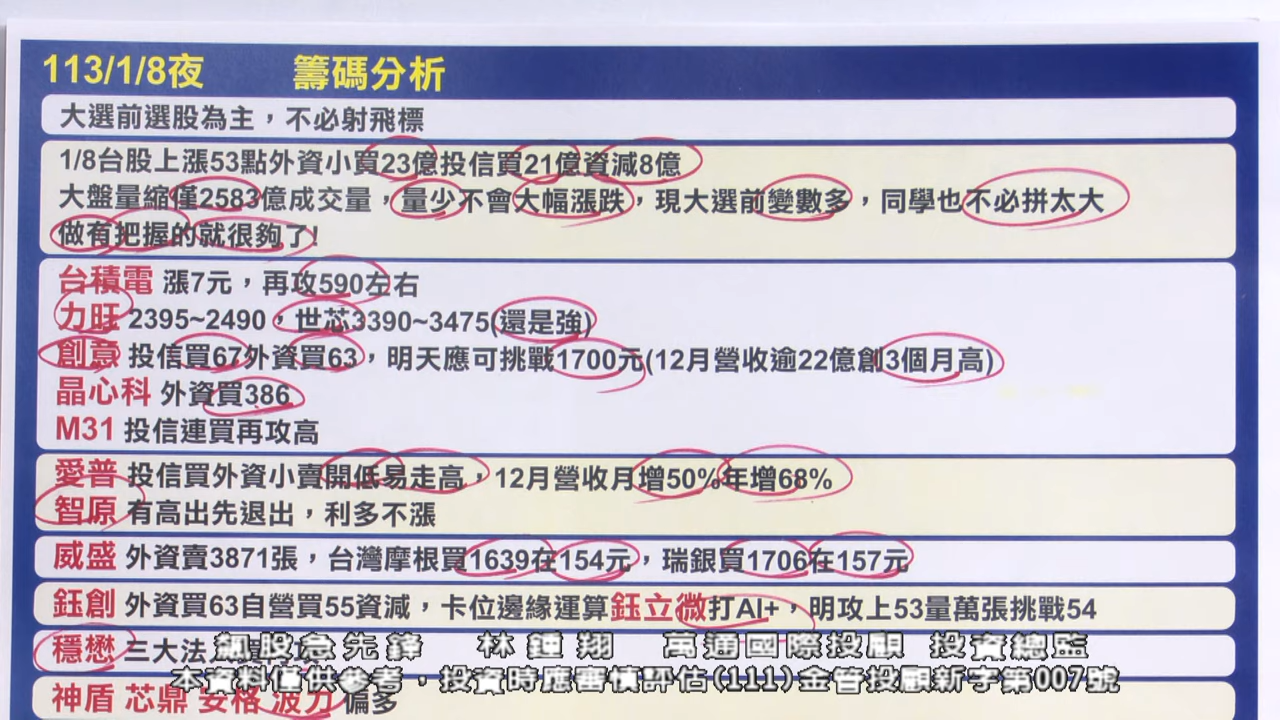 113/1/8夜 籌碼分析
大選前選股為主，不必射飛標
1/8台股上漲53點外資小買23億投信買21億資減8億
大盤量縮僅2583億成交量，量少不會大幅漲跌，現大選前變數多，同學也不必拼太大
做有把握的就很夠了!
台積電 漲7元，再攻590左右
力旺 2395~2490，世芯3390~3475(還是強)
創意 投信買67外資買63，明天應可挑戰1700元(12月營收逾22億創3個月高)
晶心科 外資買386
M31 投信連買再攻高
愛普 投信買外資小賣開低易走高，12月營收月增50%年增68%
智原 有高出先退出，利多不漲
威盛 外資賣3871張，台灣摩根買1639在154元，瑞銀買1706在157元
鈺創 外資買63自營買55資減，卡位邊緣運算鈺立微打AI+，明攻上53量萬張挑戰54
穩懋 三大法
飆股急先鋒 林鐘翔 萬通國際投顧 投資總監
本資料僅供參考，投資時應審慎評估(111)金管投顧新字第007號
神盾 芯鼎 安格 波力 偏多